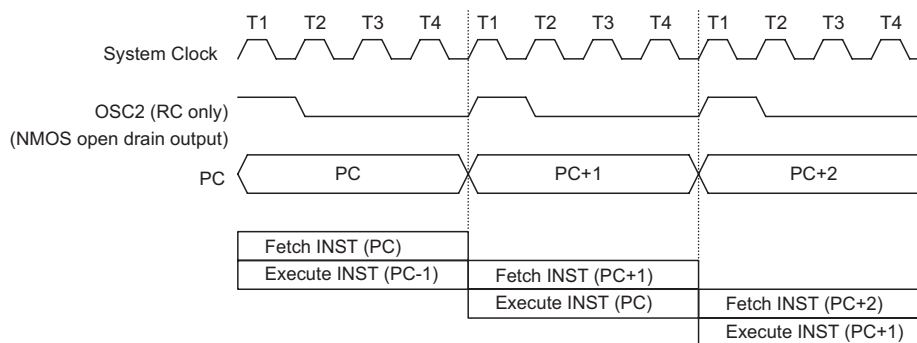 T1 T2 T3 T4 T1 T2 T3 T4 T1 T2 T3 T4
System Clock
OSC2 (RC only)
(NMOS open drain output)
PC PC PC+1 PC+2
Fetch INST (PC)
Execute INST (PC-1) Fetch INST (PC+1)
Execute INST (PC) Fetch INST (PC+2)
Execute INST (PC+1)